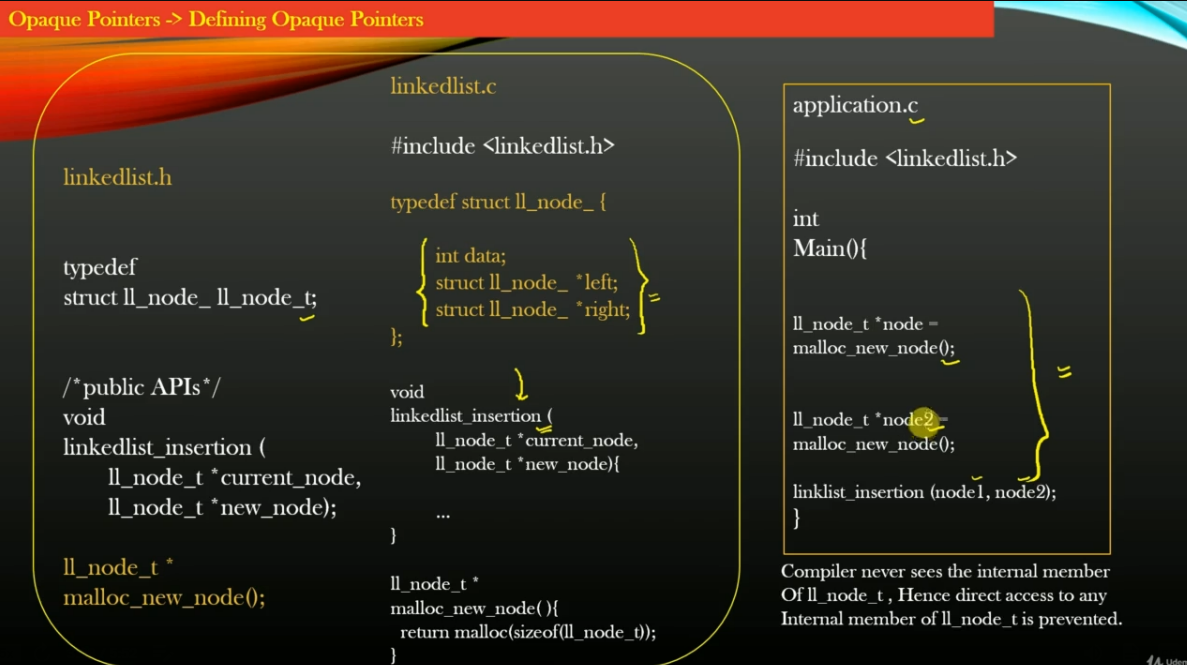 Opaque Pointers -> Defining Opaque Pointers
linkedlist.h
typedef
struct ll_node_ ll_node_t;
/*public APIs*/
void
linkedlist_insertion (
ll_node_t *current_node,
ll_node_t *new_node);
ll_node_t *
malloc_new_node();
linkedlist.c
#include <linkedlist.h>
typedef struct ll_node_ {
int data;
struct ll_node_ *left;
struct ll_node_ *right;
};
void
linkedlist_insertion (
ll_node_t *current_node,
ll_node_t *new_node){
...
}
ll_node_t *
malloc_new_node( ){
return malloc(sizeof(ll_node_t));
}
application.c
#include <linkedlist.h>
int
Main(){
ll_node_t *node =
malloc_new_node();
ll_node_t *node2 =
malloc_new_node();
linklist_insertion (node1, node2);
}
Compiler never sees the internal member
Of ll_node_t , Hence direct access to any
Internal member of ll_node_t is prevented.